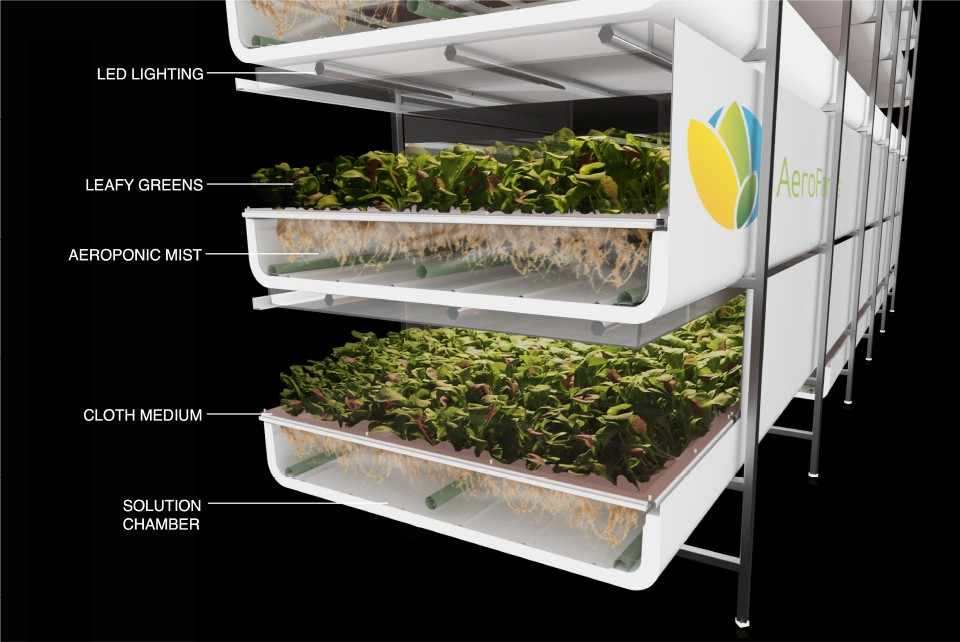 LED LIGHTING
LEAFY GREENS
AEROPONIC MIST
CLOTH MEDIUM
SOLUTION
CHAMBER